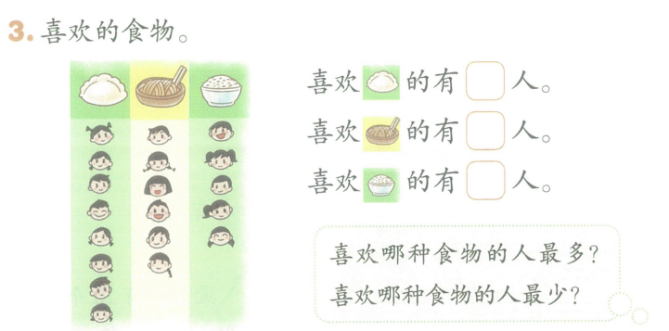 3. 喜欢的食物。
喜欢的有 人。
喜欢的有 人。
喜欢的有 人。
喜欢哪种食物的人最多?
喜欢哪种食物的人最少?